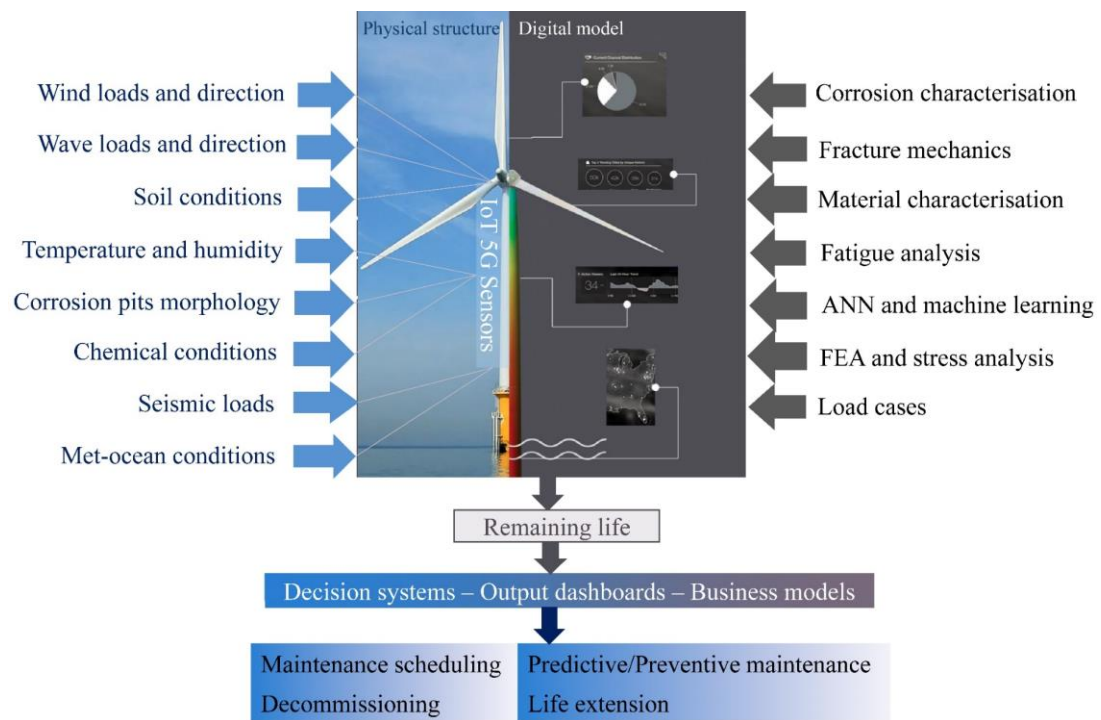 Physical structure
Digital model
Wind loads and direction
Wave loads and direction
Soil conditions
Temperature and humidity
Corrosion pits morphology
Chemical conditions
Seismic loads
Met-ocean conditions
IoT 5G Sensors
34
Corrosion characterisation
Fracture mechanics
Material characterisation
Fatigue analysis
ANN and machine learning
FEA and stress analysis
Load cases
Remaining life
Decision systems – Output dashboards – Business models
Maintenance scheduling
Decommissioning
Predictive/Preventive maintenance
Life extension